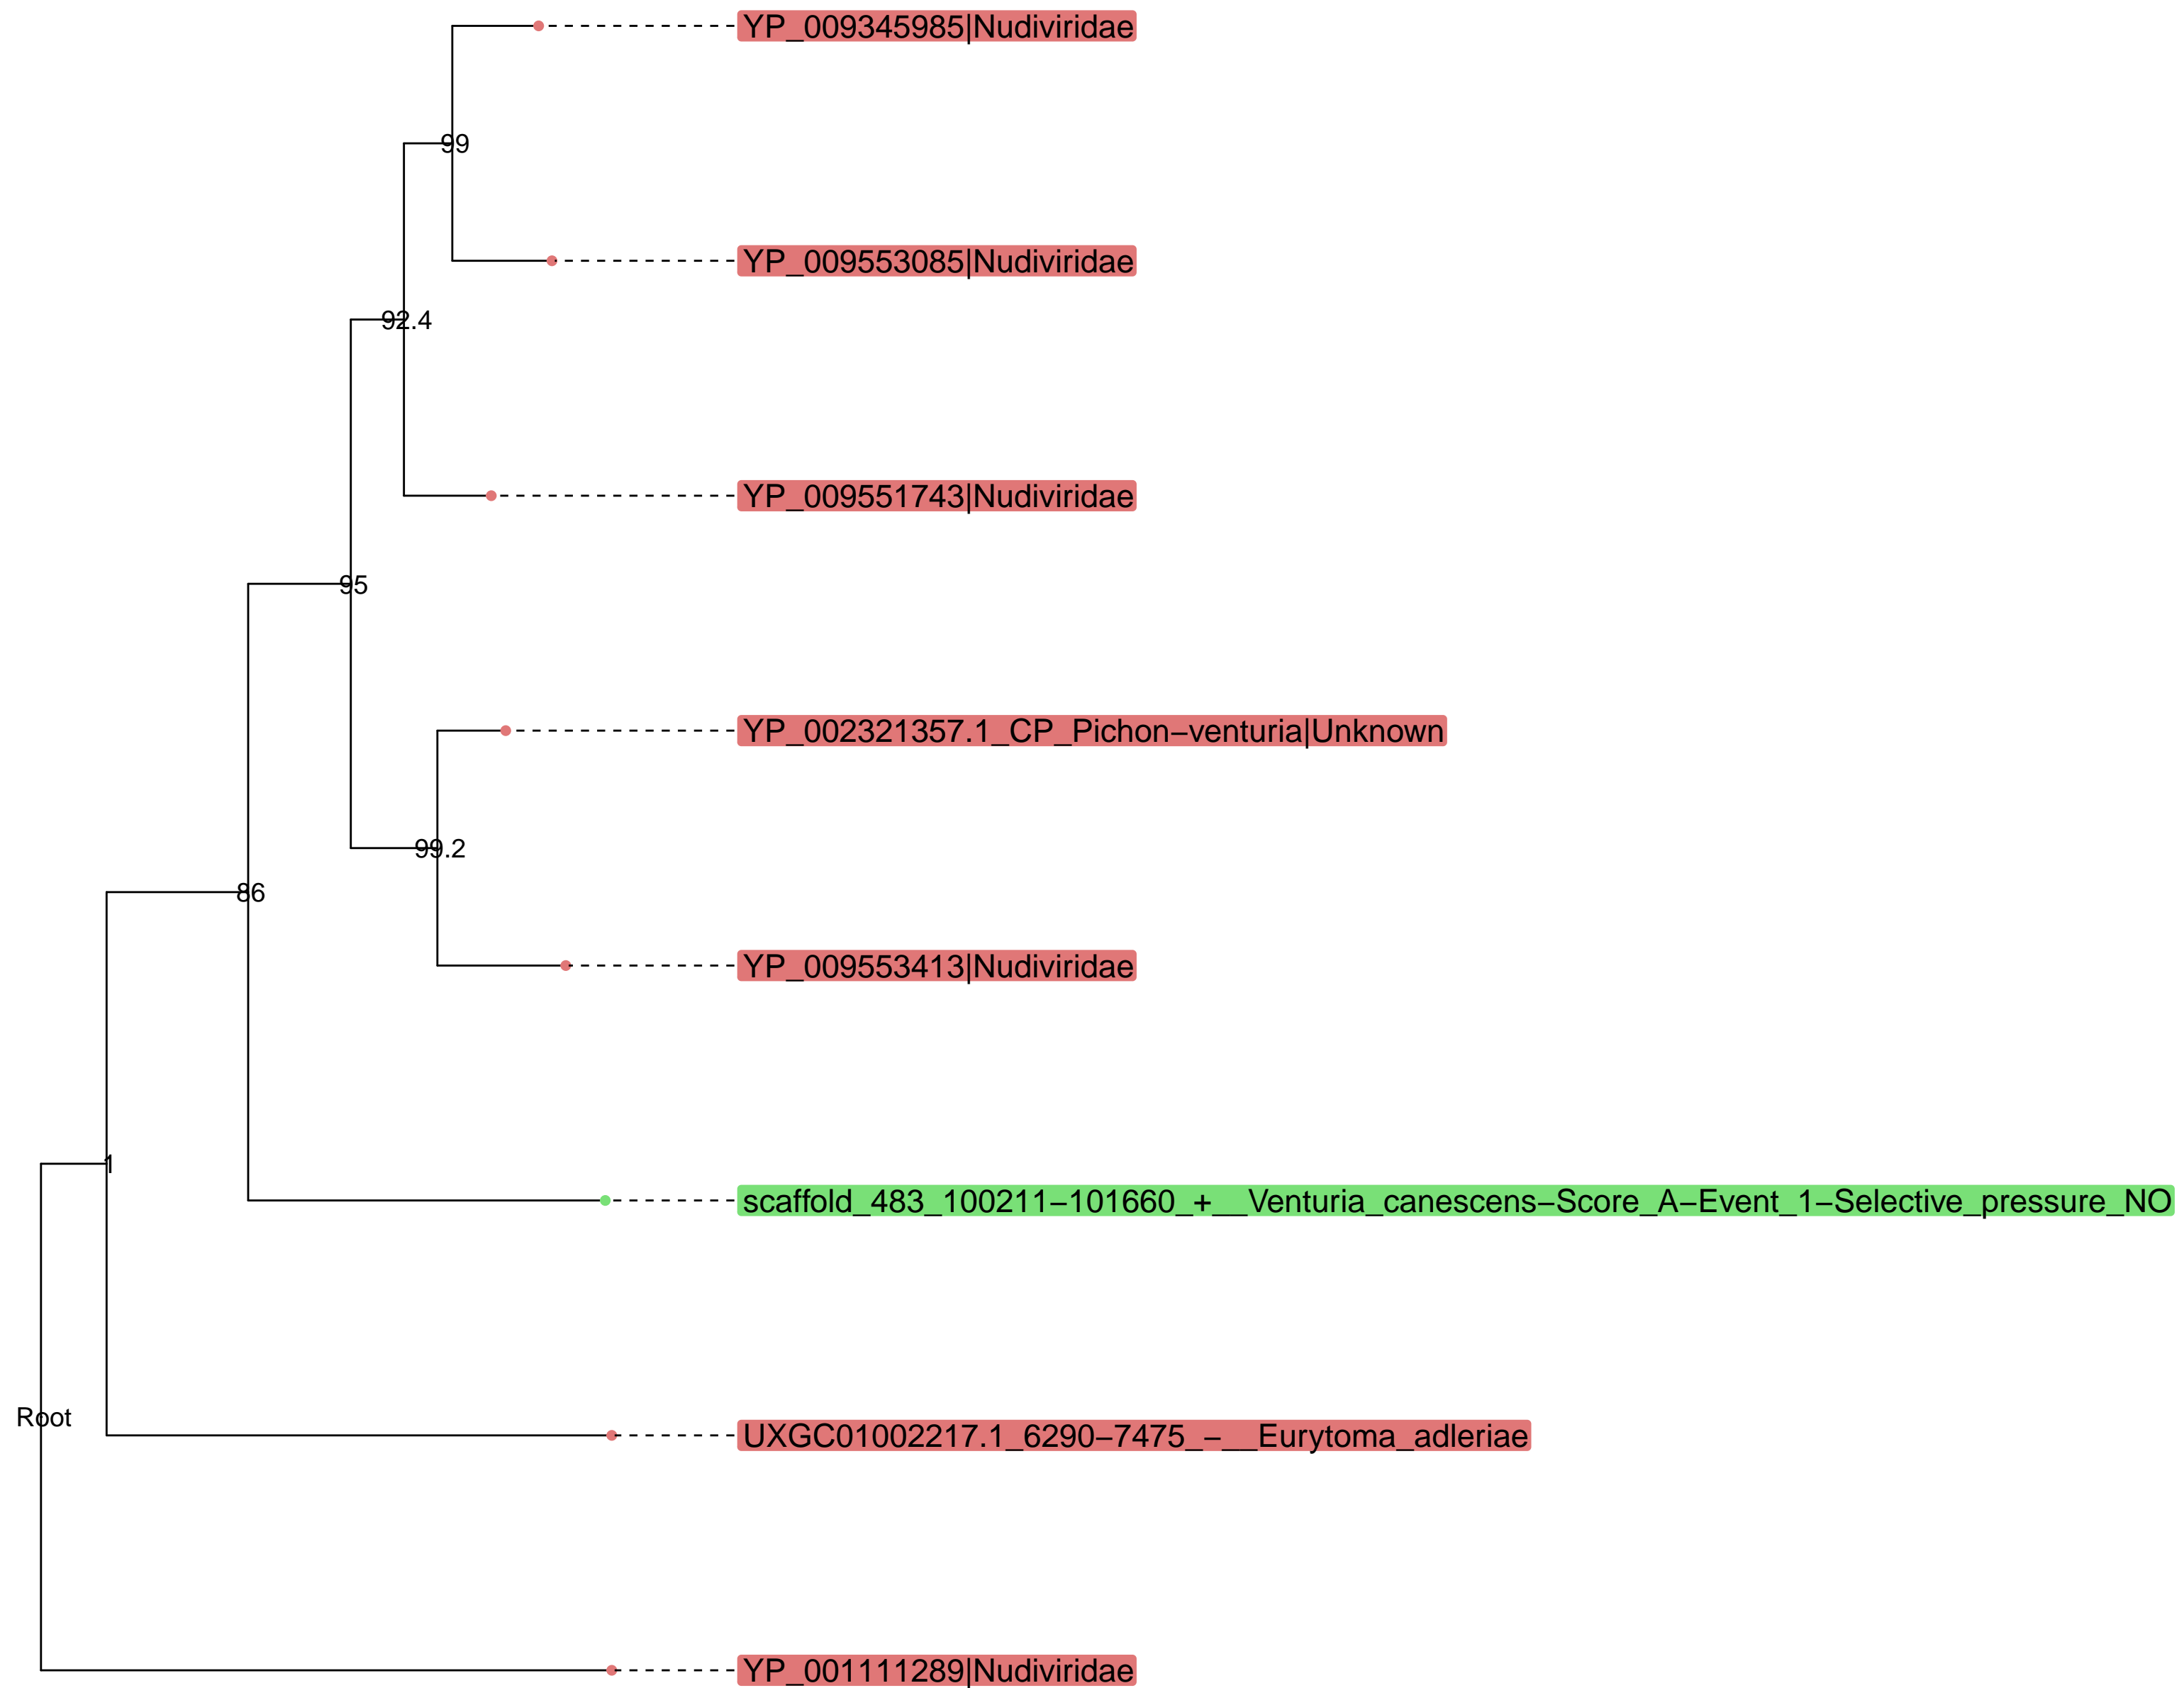 YP_009345985|Nudiviridae
99
YP_009553085|Nudiviridae
92.4
YP_009551743|Nudiviridae
95
YP_002321357.1_CP_Pichon−venturia|Unknown
99.2
86
YP_009553413|Nudiviridae
1
scaffold_483_100211−101660_+__Venturia_canescens−Score_A−Event_1−Selective_pressure_NO
Root
UXGC01002217.1_6290−7475_−__Eurytoma_adleriae
YP_001111289|Nudiviridae